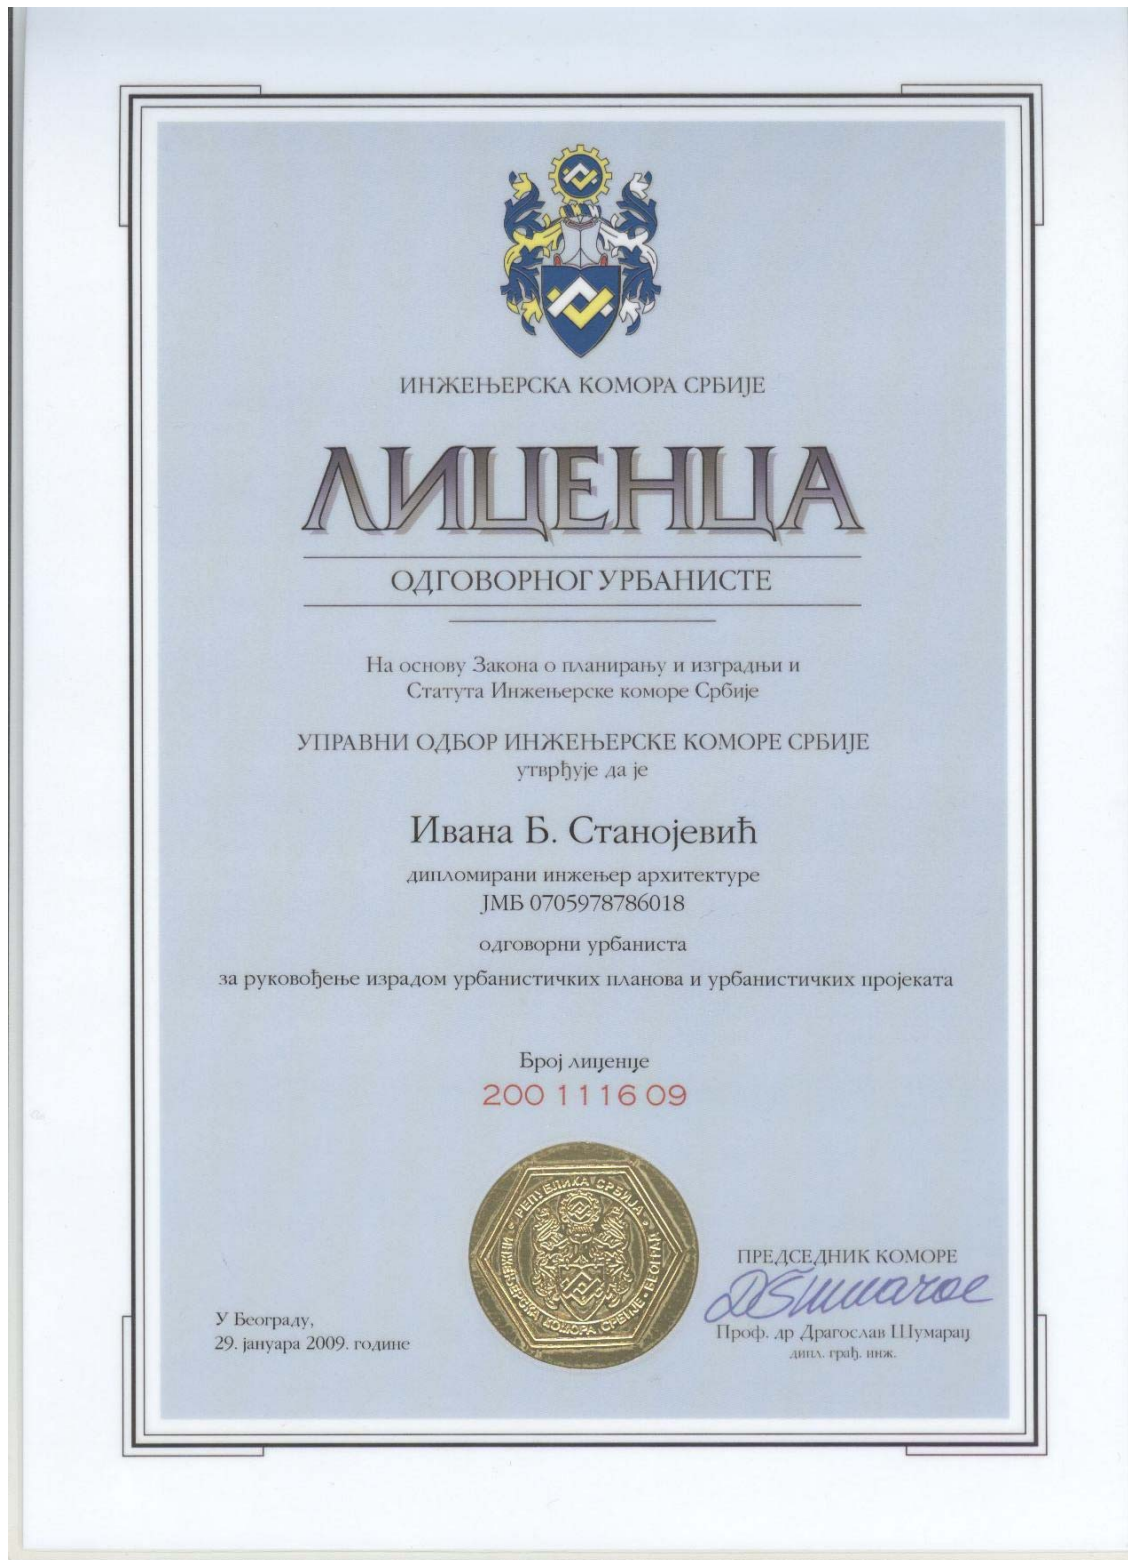 ИНЖЕЊЕРСКА КОМОРА СРБИЈЕ
ЛИЦЕНЦА
ОДГОВОРНОГ УРБАНИСТЕ
На основу Закона о планирању и изградњи и
Статута Инжењерске коморе Србије
УПРАВНИ ОДБОР ИНЖЕЊЕРСКЕ КОМОРЕ СРБИЈЕ
утврђује да је
Ивана Б. Станојевић
дипломирани инжењер архитектуре
ЈМБ 0705978786018
одговорни урбаниста
за руковођење израдом урбанистичких планова и урбанистичких пројеката
Број лиценце
200 1116 09
РЕПУБЛИКА СРБИЈА • БЕОГРАД • ИНЖЕЊЕРСКА КОМОРА СРБИЈЕ
У Београду,
29. јануара 2009. године
ПРЕДСЕДНИК КОМОРЕ
Проф. др Драгослав Шумарац
дипл. грађ. инж.